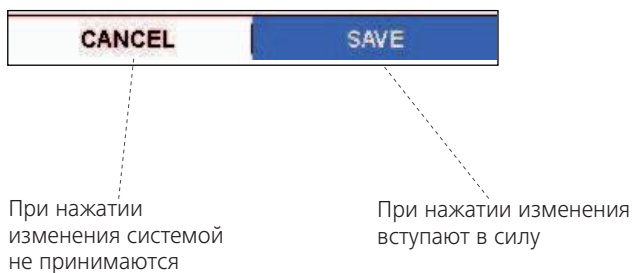 CANCEL SAVE
При нажатии
изменения системой
не принимаются
При нажатии изменения
вступают в силу